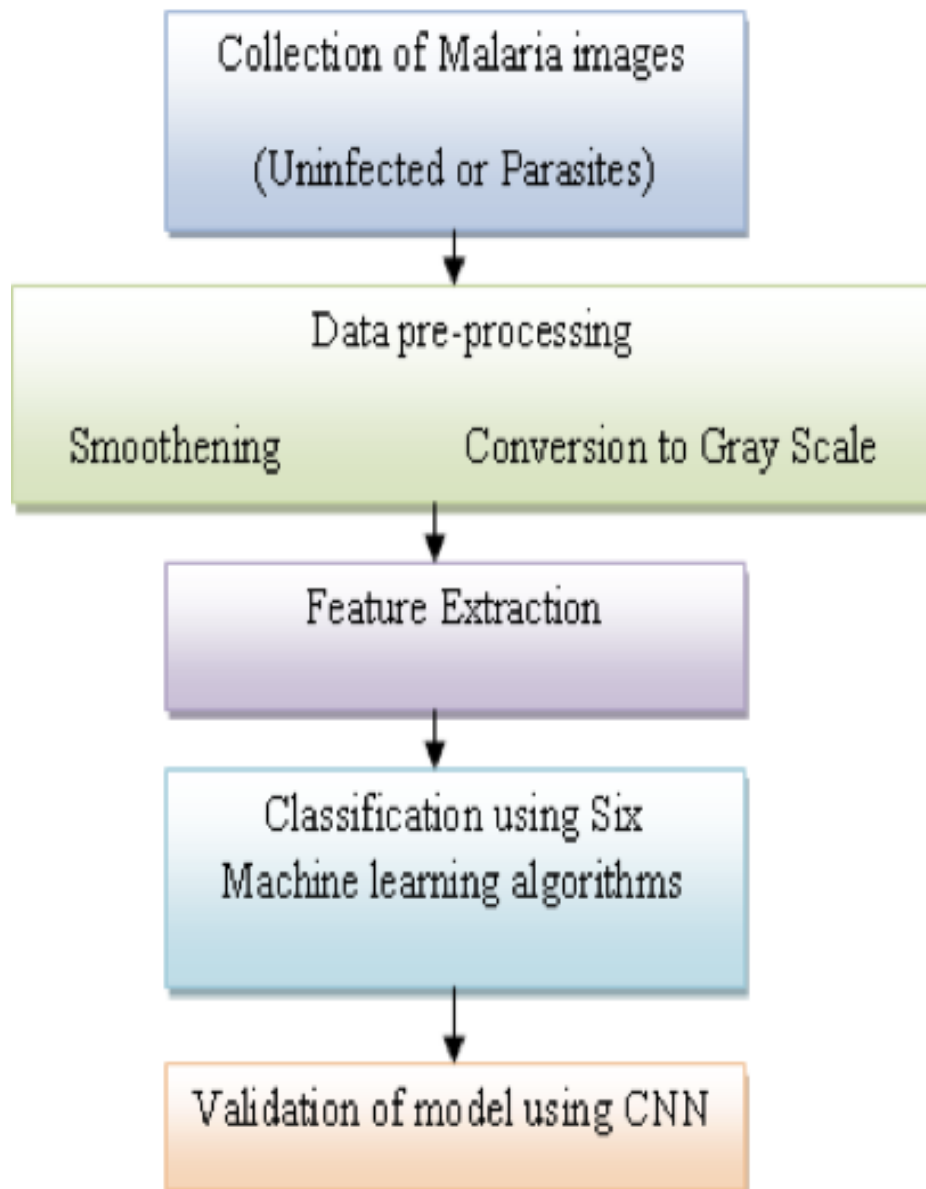 Collection of Malaria images
(Uninfected or Parasites)
Data pre-processing
Smoothening Conversion to Gray Scale
Feature Extraction
Classification using Six
Machine learning algorithms
Validation of model using CNN